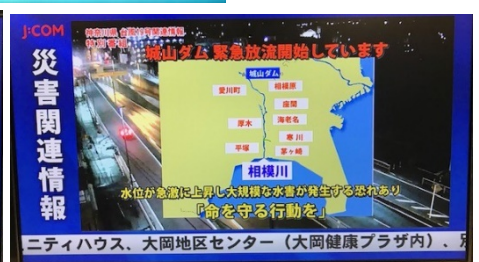 J:COM
災害関連情報
神奈川県 台風19号関連情報
特別番組
城山ダム 緊急放流開始しています
城山ダム
愛川町
相模原
座間
厚木
海老名
寒川
平塚
茅ヶ崎
相模川
水位が急激に上昇し大規模な水害が発生する恐れあり
「命を守る行動を」
ニティハウス、大岡地区センター（大岡健康プラザ内）、